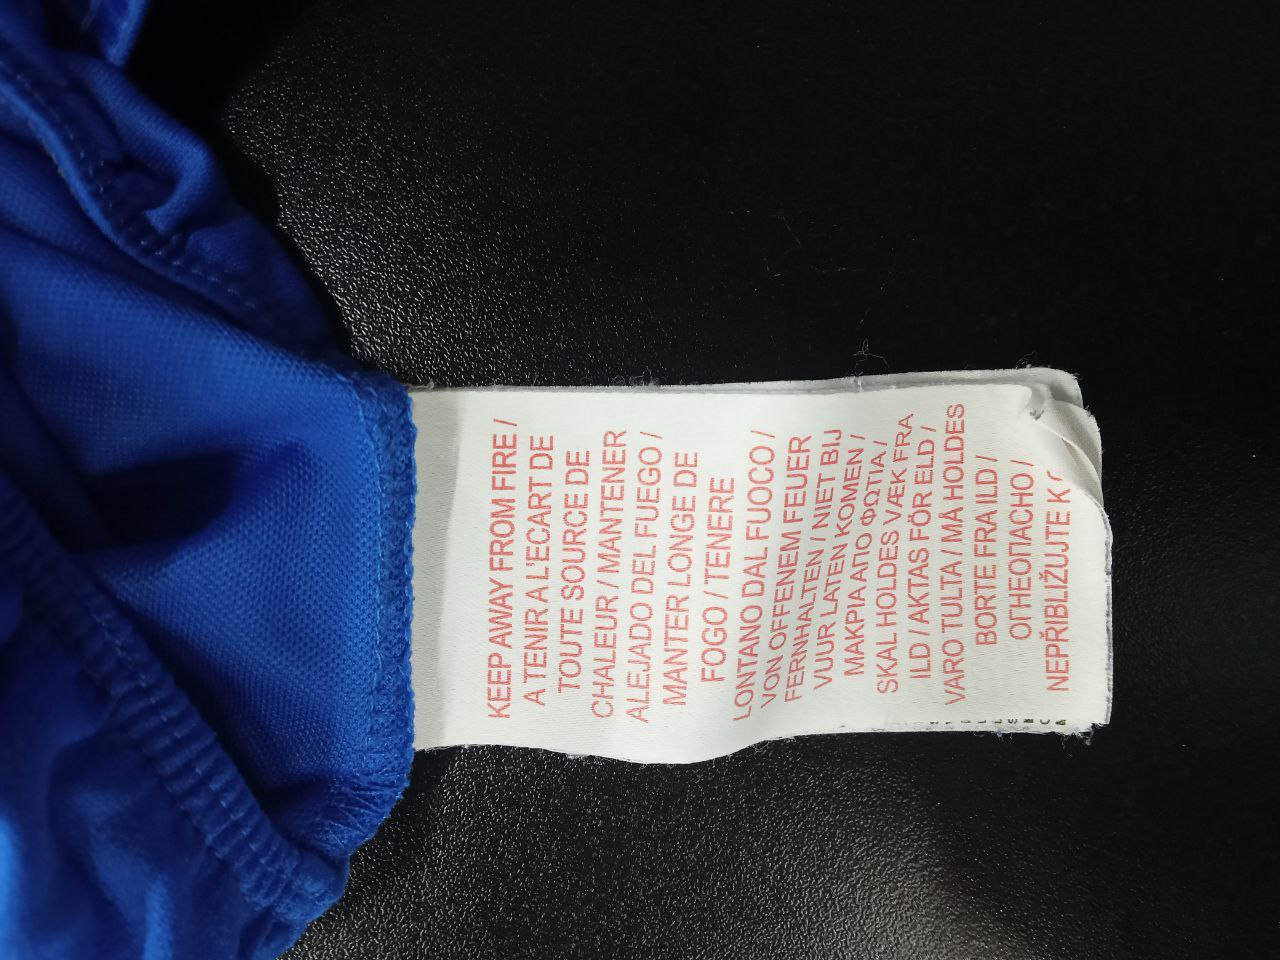 KEEP AWAY FROM FIRE /
A TENIR A L'ECART DE
TOUTE SOURCE DE
CHALEUR / MANTENER
ALEJADO DEL FUEGO /
MANTER LONGE DE
FOGO / TENERE
LONTANO DAL FUOCO /
VON OFFENEM FEUER
FERNHALTEN / NIET BIJ
VUUR LATEN KOMEN /
ΜΑΚΡΙΑ ΑΠΟ ΦΩΤΙΑ /
SKAL HOLDES VÆK FRA
ILD / AKTAS FÖR ELD /
VARO TULTA / MÅ HOLDES
BORTE FRA ILD /
ОГНЕОПАСНО /
NEPŘIBLIŽUJTE